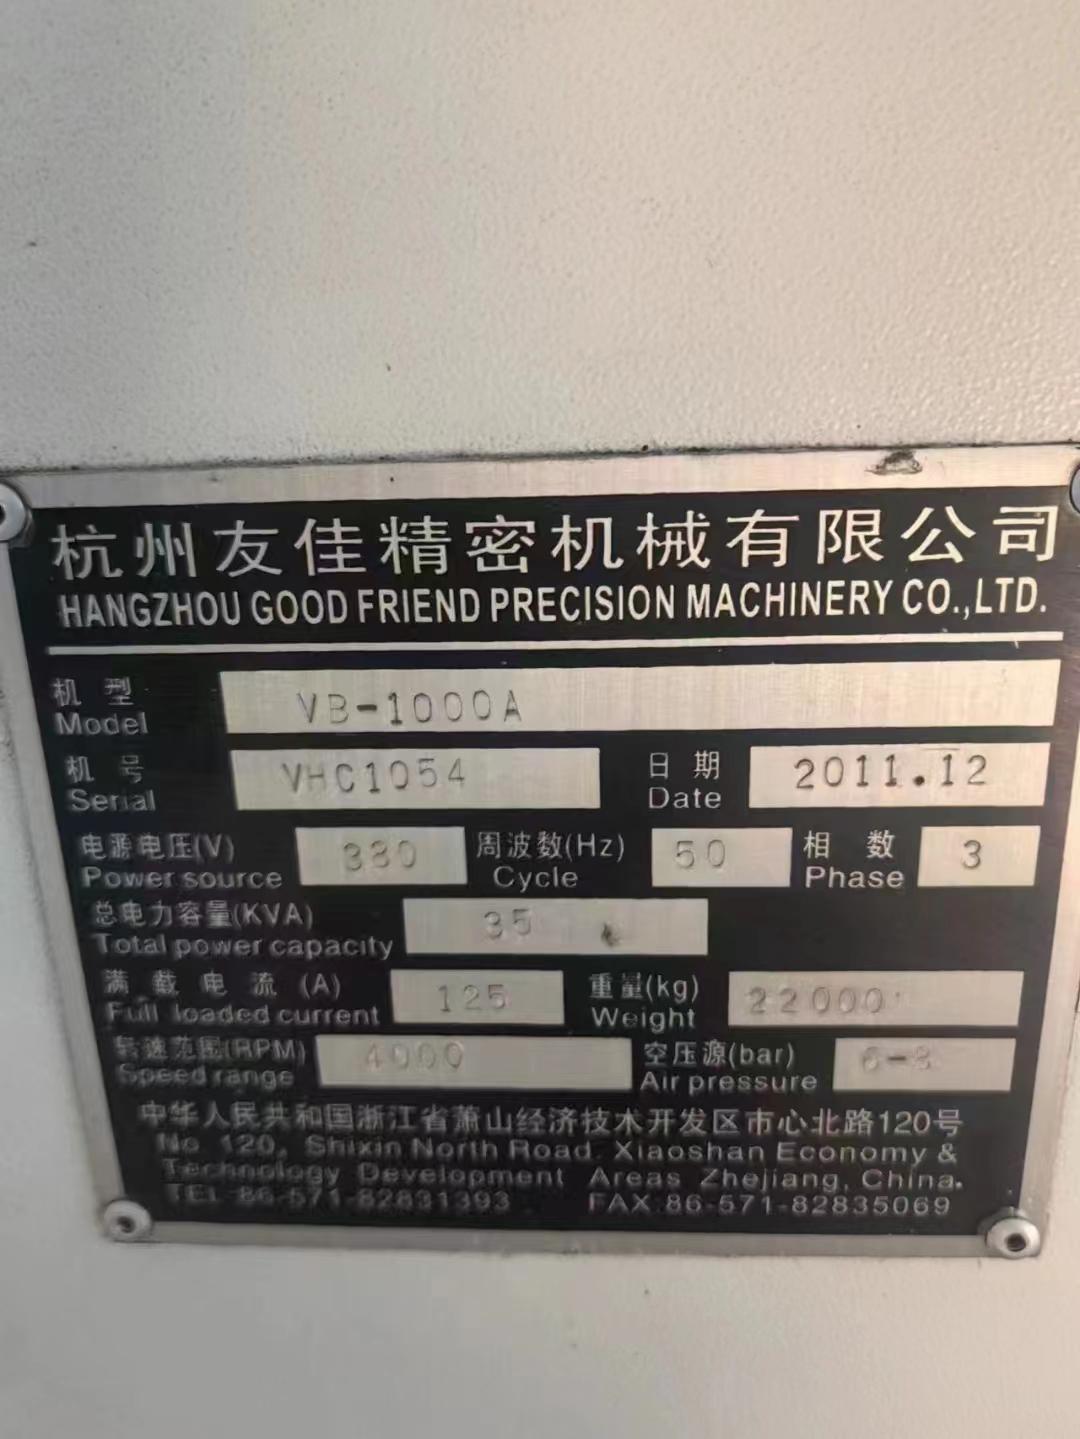 杭州友佳精密机械有限公司
HANGZHOU GOOD FRIEND PRECISION MACHINERY CO.,LTD.
机 型 VB-1000A
Model
机 号 VHC1054 日 期 2011.12
Serial Date
电源电压(V) 380 周波数(Hz) 50 相 数 3
Power source Cycle Phase
总电力容量(KVA) 35
Total power capacity
满 载 电 流 (A) 125 重量(kg) 22000
Full loaded current Weight
转速范围(RPM) 4000 空压源(bar) 6-8
Speed range Air pressure
中华人民共和国浙江省萧山经济技术开发区市心北路120号
No 120, Shixin North Road. Xiaoshan Economy &
Technology Development Areas Zhejiang, China.
TEL:86-571-82831393 FAX:86-571-82835069